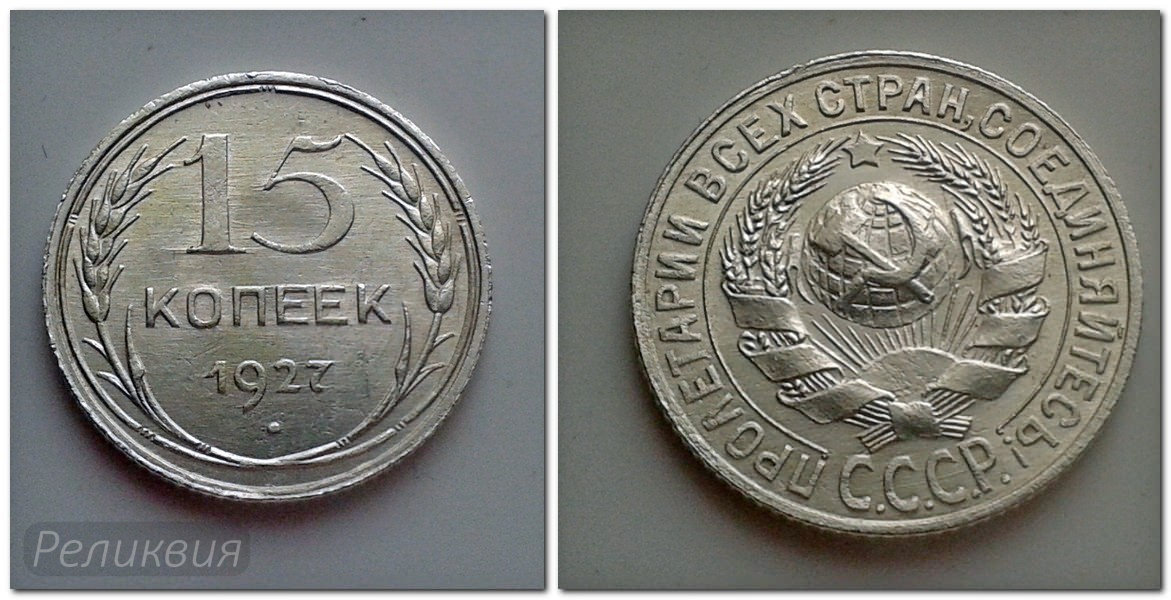 15
КОПЕЕК
1927
Реликвия
ПРОЛЕТАРИИ ВСЕХ СТРАН, СОЕДИНЯЙТЕСЬ!
С.С.С.Р.